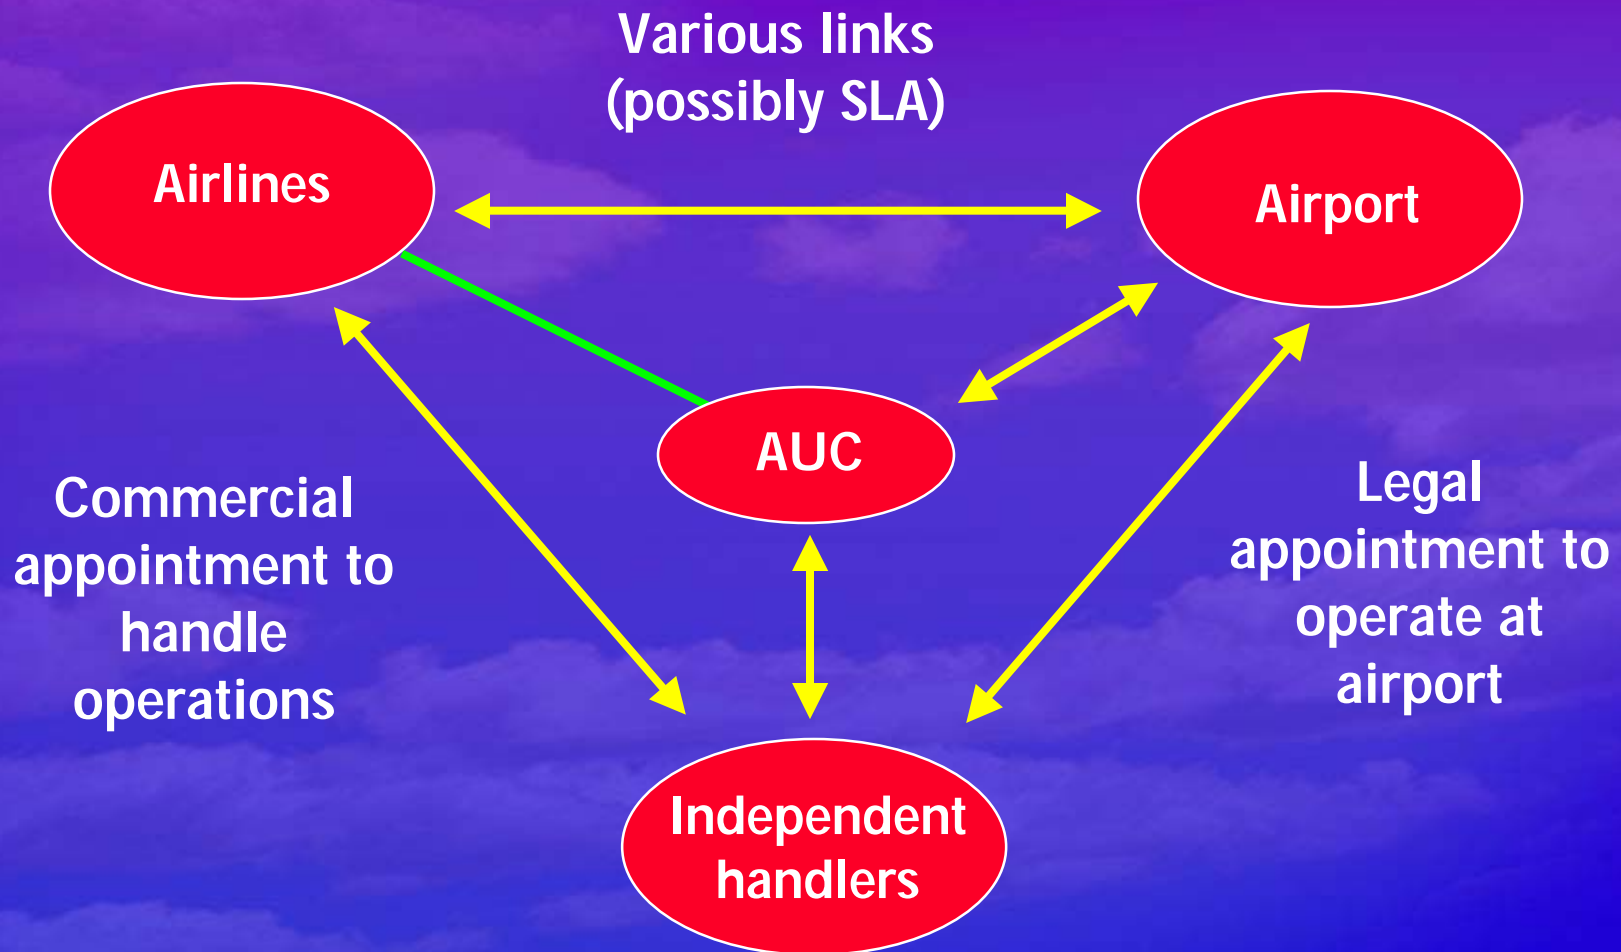 Various links
(possibly SLA)
Airlines
Airport
AUC
Commercial
appointment to
handle
operations
Legal
appointment to
operate at
airport
Independent
handlers